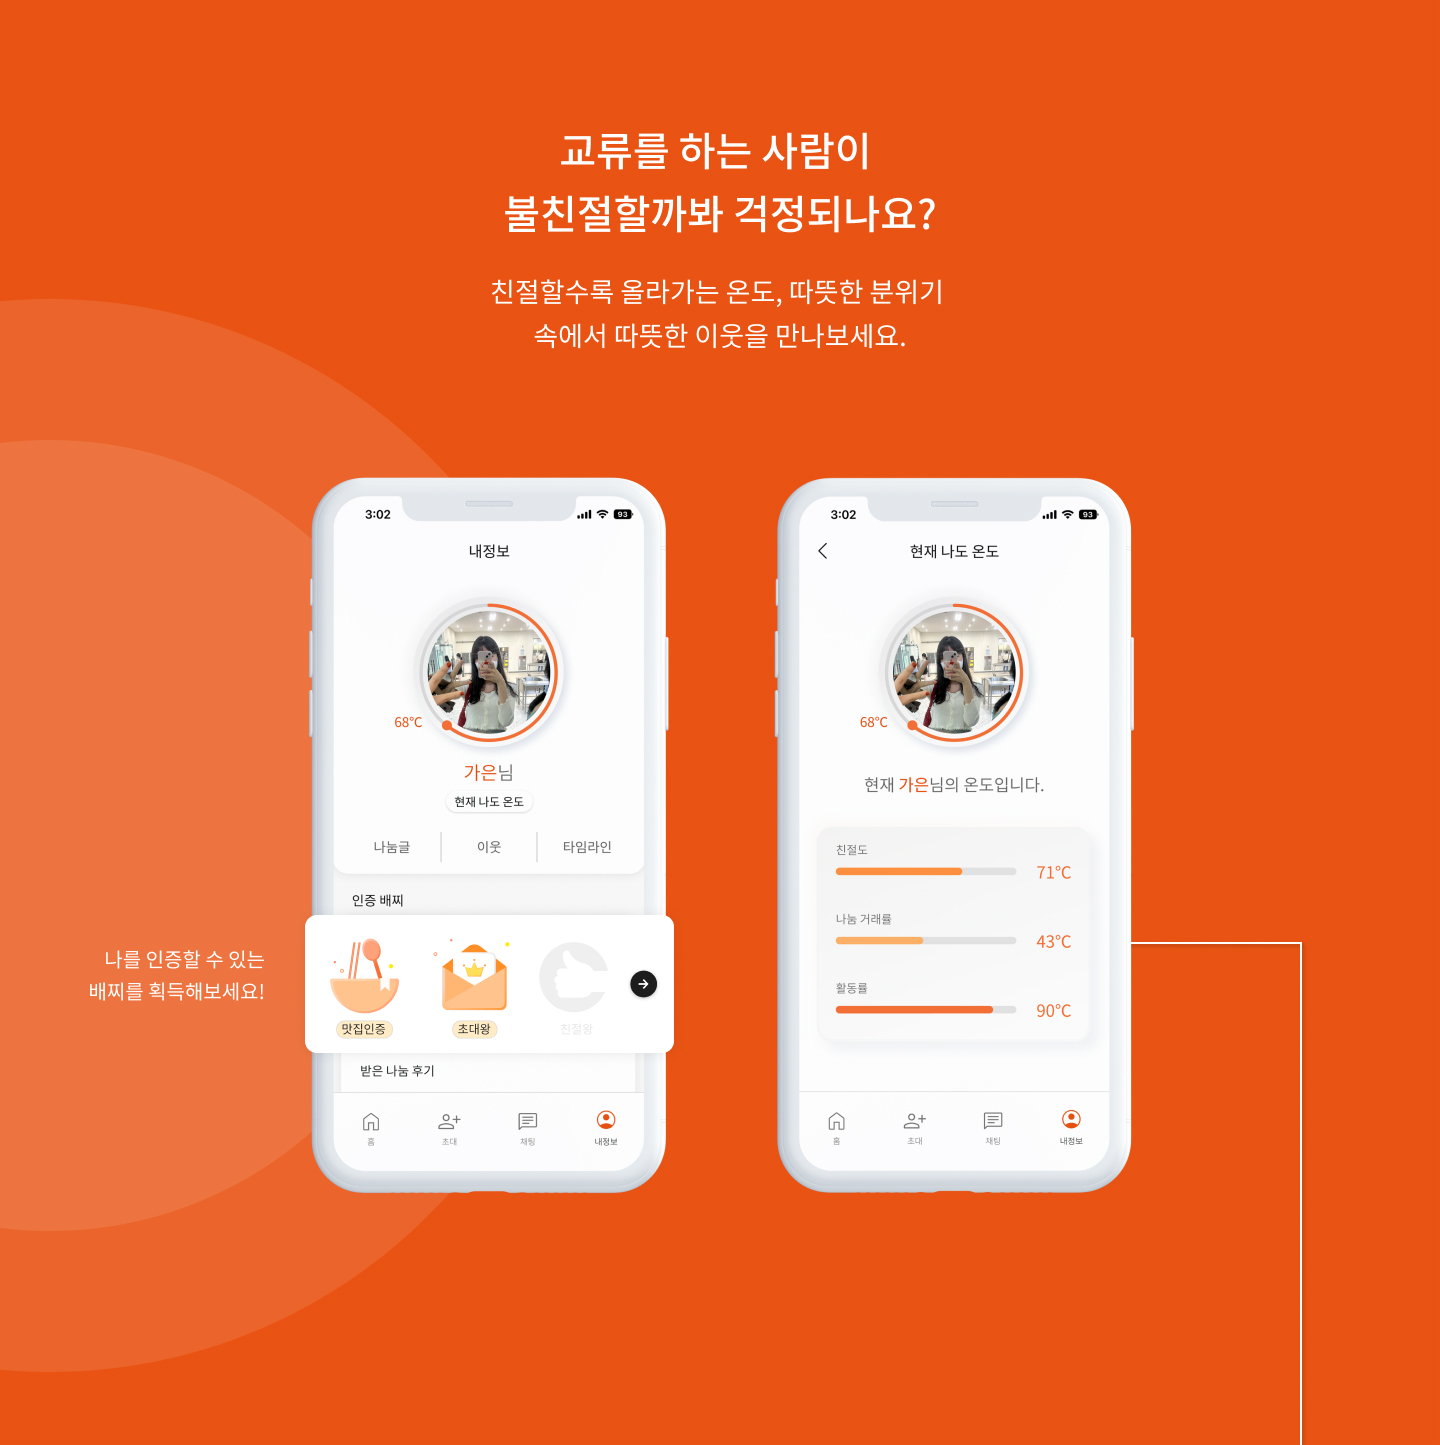 교류를 하는 사람이
불친절할까봐 걱정되나요?
친절할수록 올라가는 온도, 따뜻한 분위기
속에서 따뜻한 이웃을 만나보세요.
3:02
93
내정보
68°C
가은님
현재 나도 온도
나눔글
이웃
타임라인
인증 배찌
나를 인증할 수 있는
배찌를 획득해보세요!
맛집인증
초대왕
친절왕
받은 나눔 후기
홈
초대
채팅
내정보
3:02
93
현재 나도 온도
68°C
현재 가은님의 온도입니다.
친절도
71°C
나눔 거래률
43°C
활동률
90°C
홈
초대
채팅
내정보